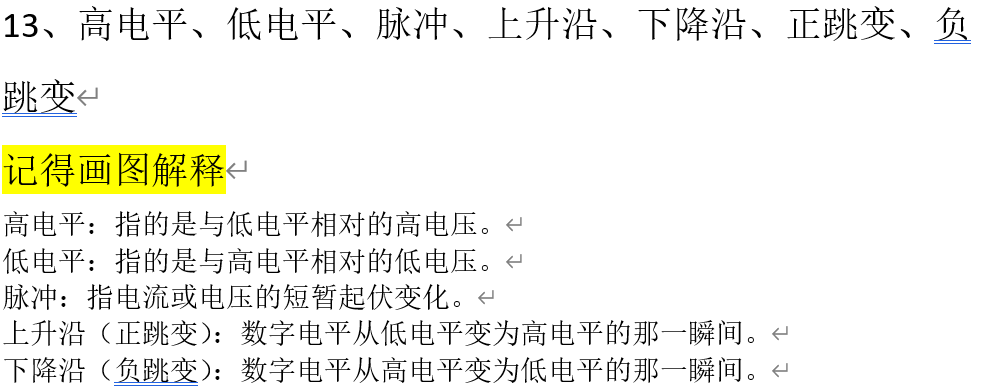 13、高电平、低电平、脉冲、上升沿、下降沿、正跳变、负
跳变↵
记得画图解释↵
高电平：指的是与低电平相对的高电压。↵
低电平：指的是与高电平相对的低电压。↵
脉冲：指电流或电压的短暂起伏变化。↵
上升沿（正跳变）：数字电平从低电平变为高电平的那一瞬间。↵
下降沿（负跳变）：数字电平从高电平变为低电平的那一瞬间。↵